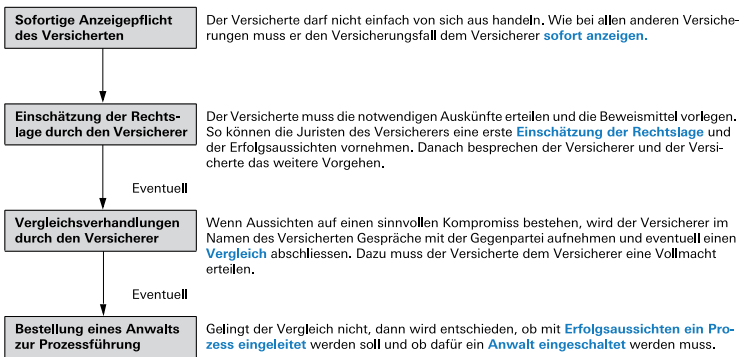 Sofortige Anzeigepflicht
des Versicherten
Der Versicherte darf nicht einfach von sich aus handeln. Wie bei allen anderen Versiche-
rungen muss er den Versicherungsfall dem Versicherer sofort anzeigen.
Einschätzung der Rechts-
lage durch den Versicherer
Der Versicherte muss die notwendigen Auskünfte erteilen und die Beweismittel vorlegen.
So können die Juristen des Versicherers eine erste Einschätzung der Rechtslage und
der Erfolgsaussichten vornehmen. Danach besprechen der Versicherer und der Versi-
cherte das weitere Vorgehen.
Eventuell
Vergleichsverhandlungen
durch den Versicherer
Wenn Aussichten auf einen sinnvollen Kompromiss bestehen, wird der Versicherer im
Namen des Versicherten Gespräche mit der Gegenpartei aufnehmen und eventuell einen
Vergleich abschliessen. Dazu muss der Versicherte dem Versicherer eine Vollmacht
erteilen.
Eventuell
Bestellung eines Anwalts
zur Prozessführung
Gelingt der Vergleich nicht, dann wird entschieden, ob mit Erfolgsaussichten ein Pro-
zess eingeleitet werden soll und ob dafür ein Anwalt eingeschaltet werden muss.